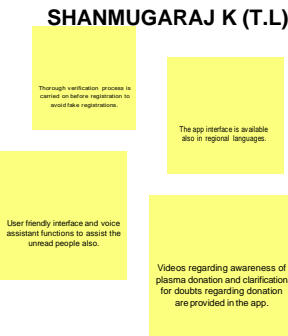 SHANMUGARAJ K (T.L)
Thorough verification process is
carried on before registration to
avoid fake registrations.
The app interface is available
also in regional languages.
User friendly interface and voice
assistant functions to assist the
unread people also.
Videos regarding awareness of
plasma donation and clarification
for doubts regarding donation
are provided in the app.